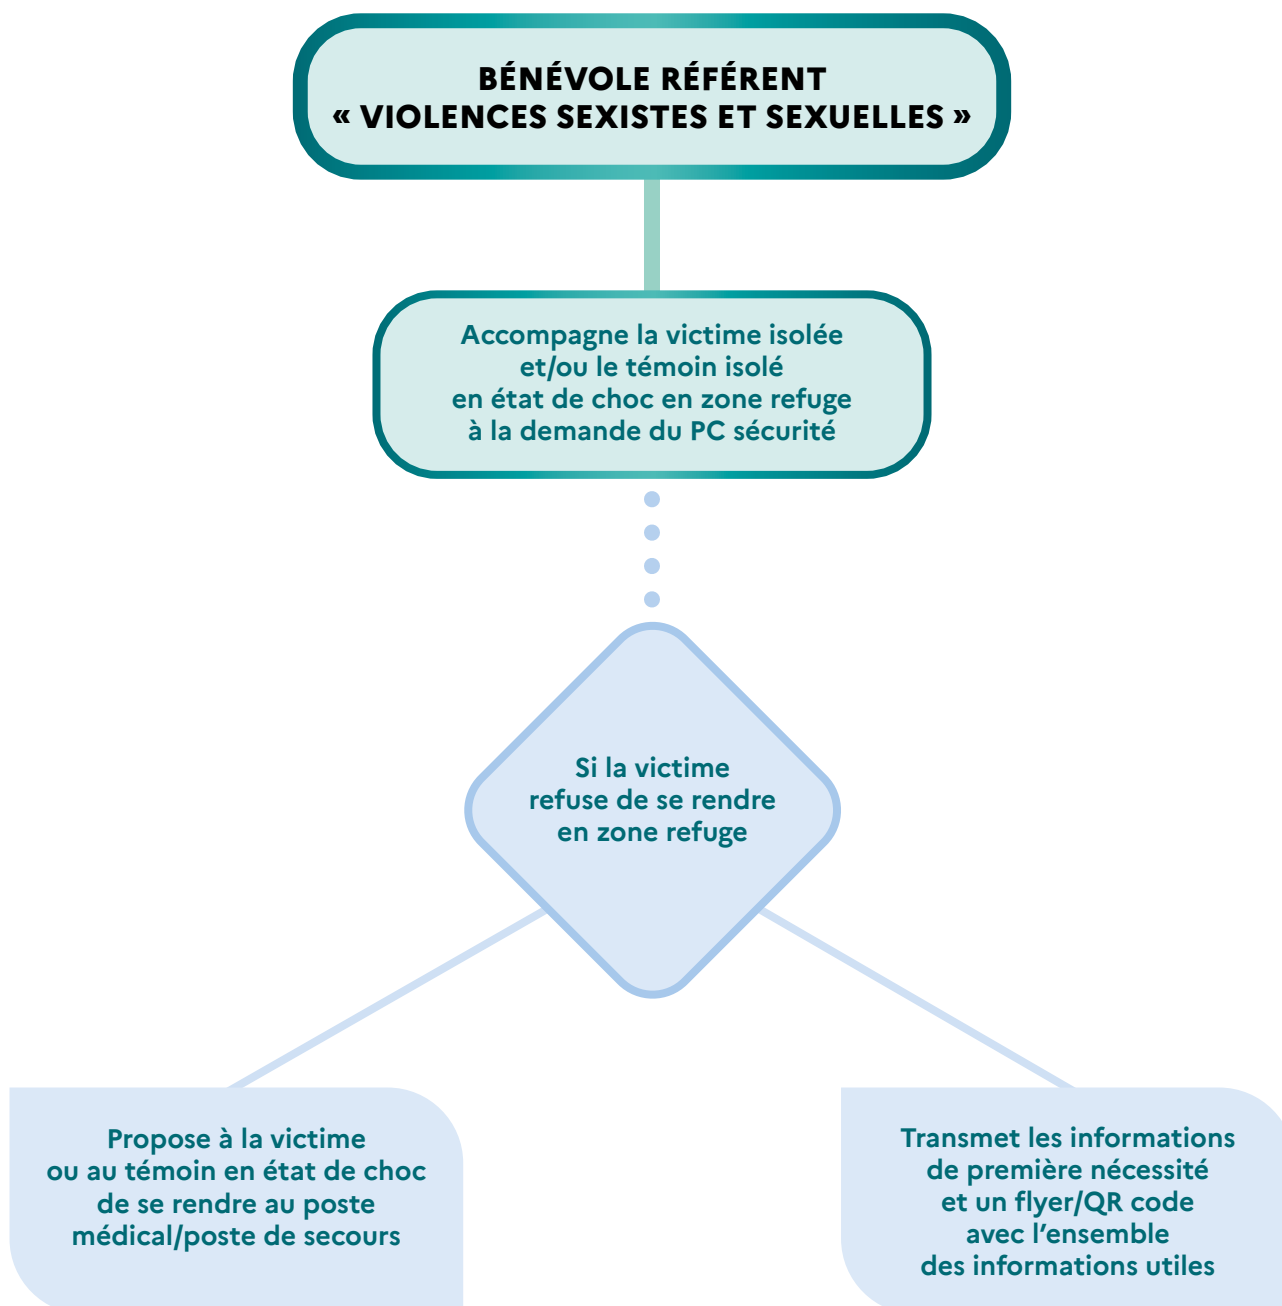 BÉNÉVOLE RÉFÉRENT
« VIOLENCES SEXISTES ET SEXUELLES »
Accompagne la victime isolée
et/ou le témoin isolé
en état de choc en zone refuge
à la demande du PC sécurité
Si la victime
refuse de se rendre
en zone refuge
Propose à la victime
ou au témoin en état de choc
de se rendre au poste
médical/poste de secours
Transmet les informations
de première nécessité
et un flyer/QR code
avec l’ensemble
des informations utiles